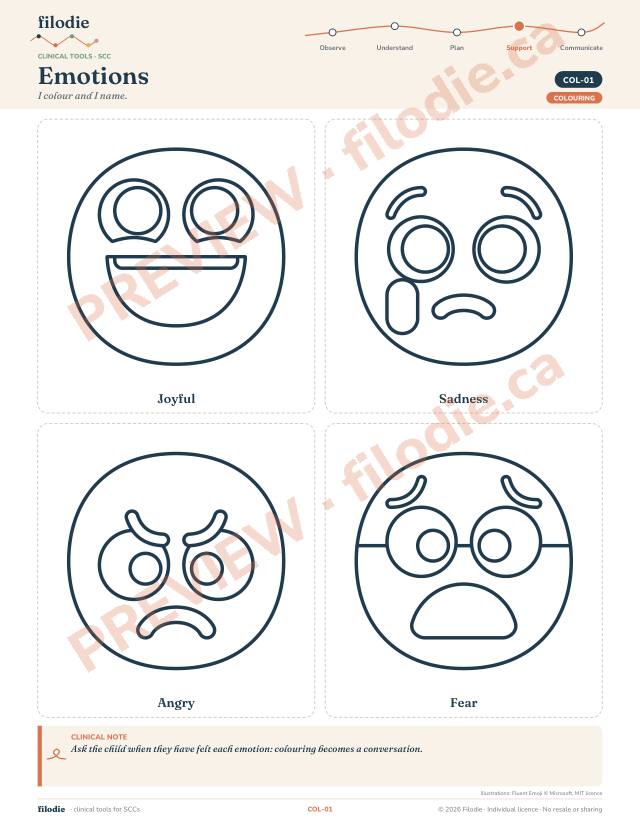 filodie
Observe Understand Plan Support Communicate
CLINICAL TOOLS · SCC
Emotions
COL-01
I colour and I name.
COLOURING
PREVIEW · filodie.ca
Joyful
Sadness
PREVIEW · filodie.ca
Angry
Fear
CLINICAL NOTE
Ask the child when they have felt each emotion: colouring becomes a conversation.
Illustrations: Fluent Emoji © Microsoft, MIT licence
filodie · clinical tools for SCCs COL-01 © 2026 Filodie · Individual licence · No resale or sharing